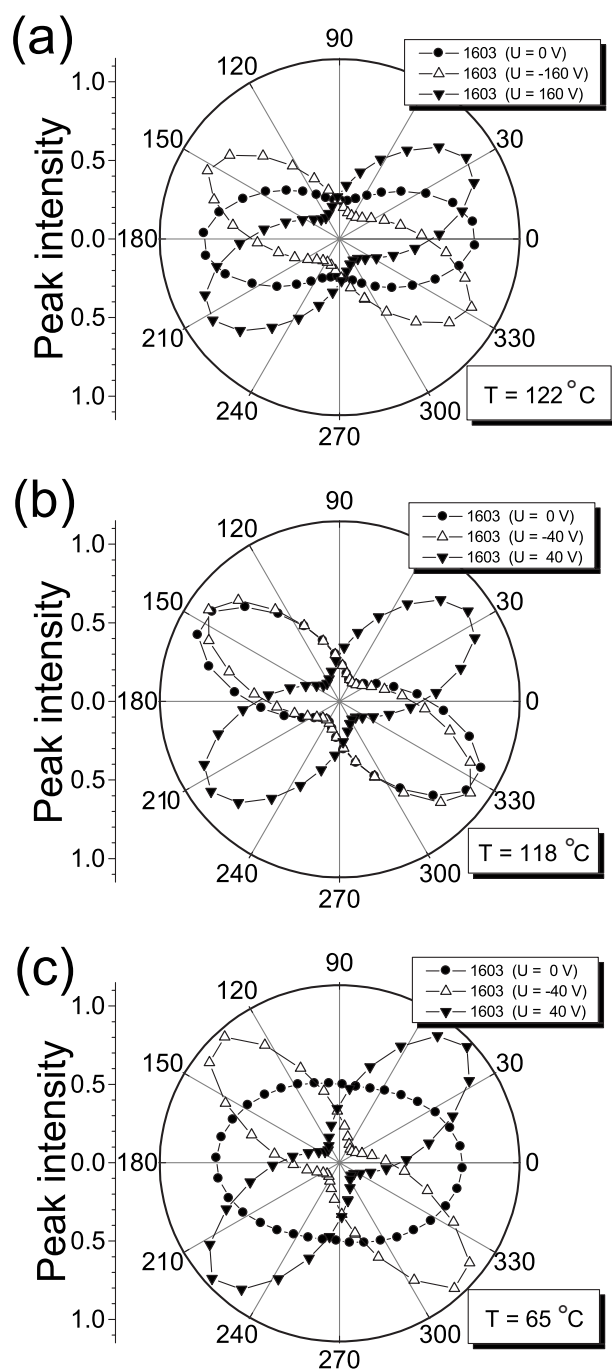 (a)
90
120
1603 (U = 0 V)
1603 (U = -160 V)
1603 (U = 160 V)
1.0
150
30
0.5
0.0
180
0
0.5
210
330
1.0
240
300
270
Peak intensity
T = 122 °C
(b)
90
120
1603 (U = 0 V)
1603 (U = -40 V)
1603 (U = 40 V)
1.0
150
30
0.5
0.0
180
0
0.5
210
330
1.0
240
300
270
Peak intensity
T = 118 °C
(c)
90
120
1603 (U = 0 V)
1603 (U = -40 V)
1603 (U = 40 V)
1.0
150
30
0.5
0.0
180
0
0.5
210
330
1.0
240
300
270
Peak intensity
T = 65 °C